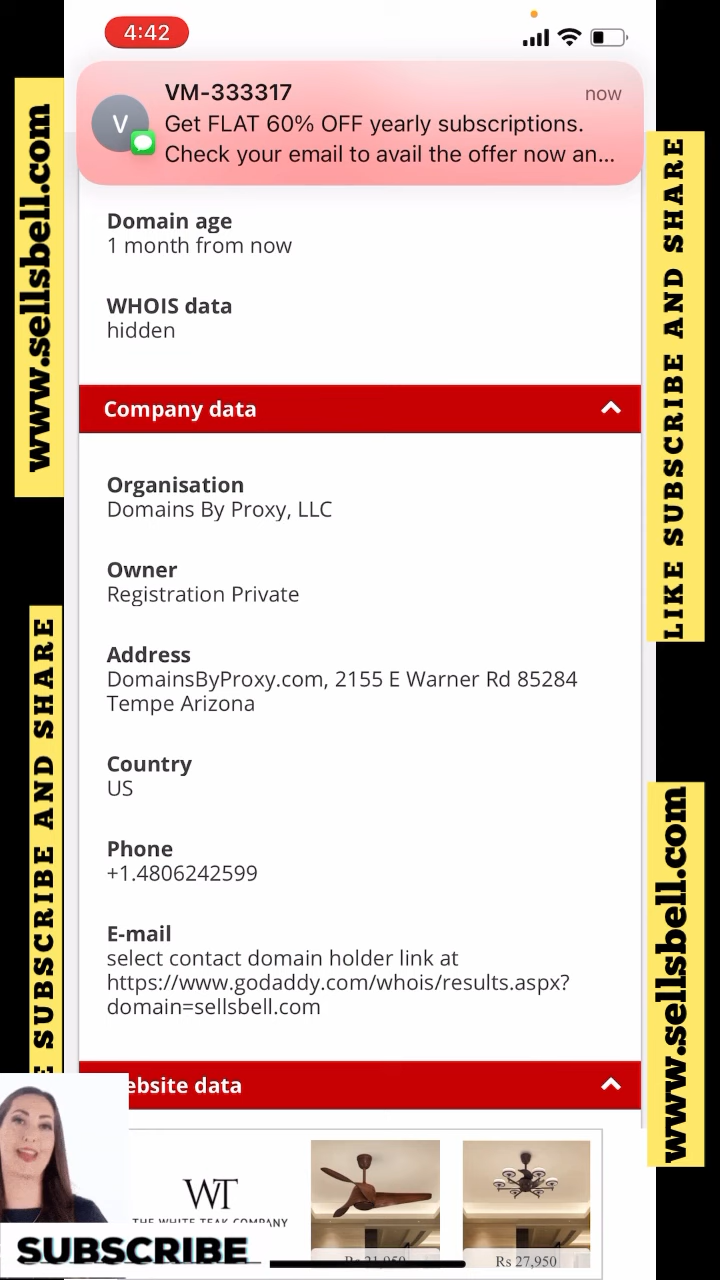 4:42
VM-333317
now
V
Get FLAT 60% OFF yearly subscriptions.
Check your email to avail the offer now an...
www.sellsbell.com
LIKE SUBSCRIBE AND SHARE
Domain age
1 month from now
WHOIS data
hidden
Company data
Organisation
Domains By Proxy, LLC
Owner
Registration Private
Address
DomainsByProxy.com, 2155 E Warner Rd 85284
Tempe Arizona
Country
US
Phone
+1.4806242599
E-mail
select contact domain holder link at
https://www.godaddy.com/whois/results.aspx?
domain=sellsbell.com
SUBSCRIBE AND SHARE
www.sellsbell.com
ebsite data
WT
THE WHITE TEAK COMPANY
Rs 21,950
Rs 27,950
SUBSCRIBE